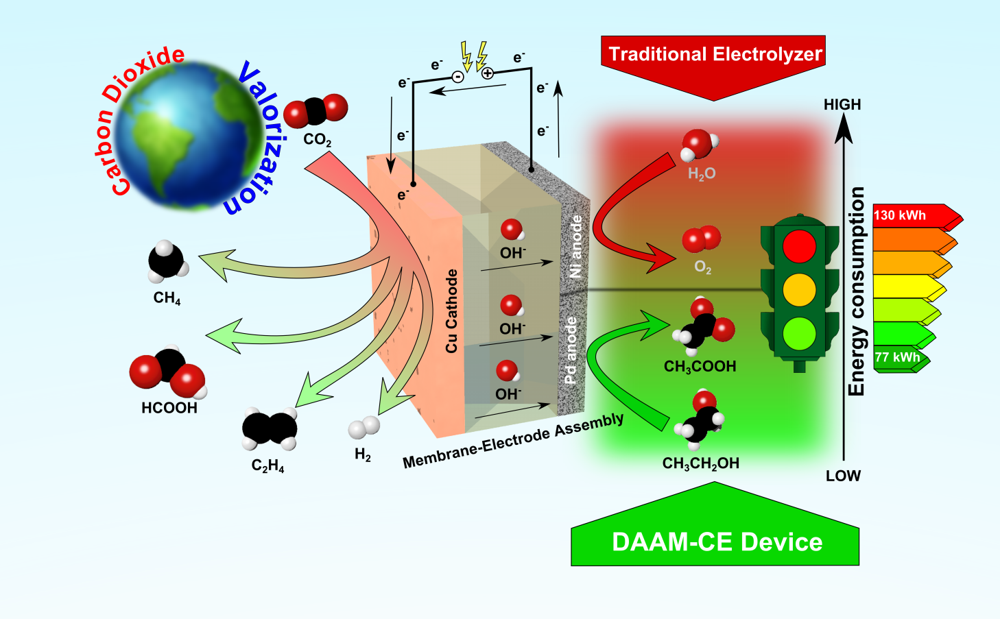 Carbon Dioxide
Valorization
CO₂
CH₄
HCOOH
C₂H₄
H₂
e⁻
e⁻
e⁻
e⁻
e⁻
e⁻
e⁻
-
+
Cu Cathode
OH⁻
OH⁻
OH⁻
Ni anode
Pd anode
Membrane-Electrode Assembly
Traditional Electrolyzer
H₂O
O₂
CH₃COOH
CH₃CH₂OH
HIGH
Energy consumption
LOW
130 kWh
77 kWh
DAAM-CE Device